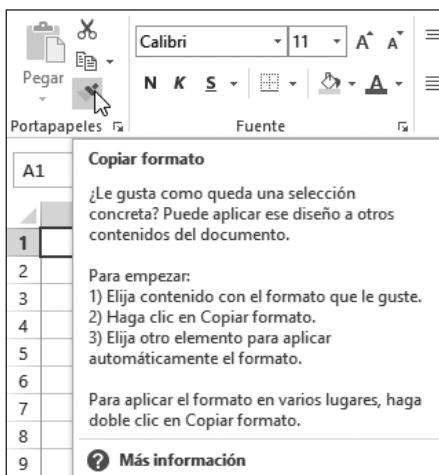 Calibri 11 A A
Pegar N K S A
Portapapeles Fuente
A1
Copiar formato
¿Le gusta como queda una selección
concreta? Puede aplicar ese diseño a otros
contenidos del documento.
1
2
Para empezar:
3
1) Elija contenido con el formato que le guste.
2) Haga clic en Copiar formato.
4
3) Elija otro elemento para aplicar
5
automáticamente el formato.
6
7
Para aplicar el formato en varios lugares, haga
doble clic en Copiar formato.
8
9
? Más información